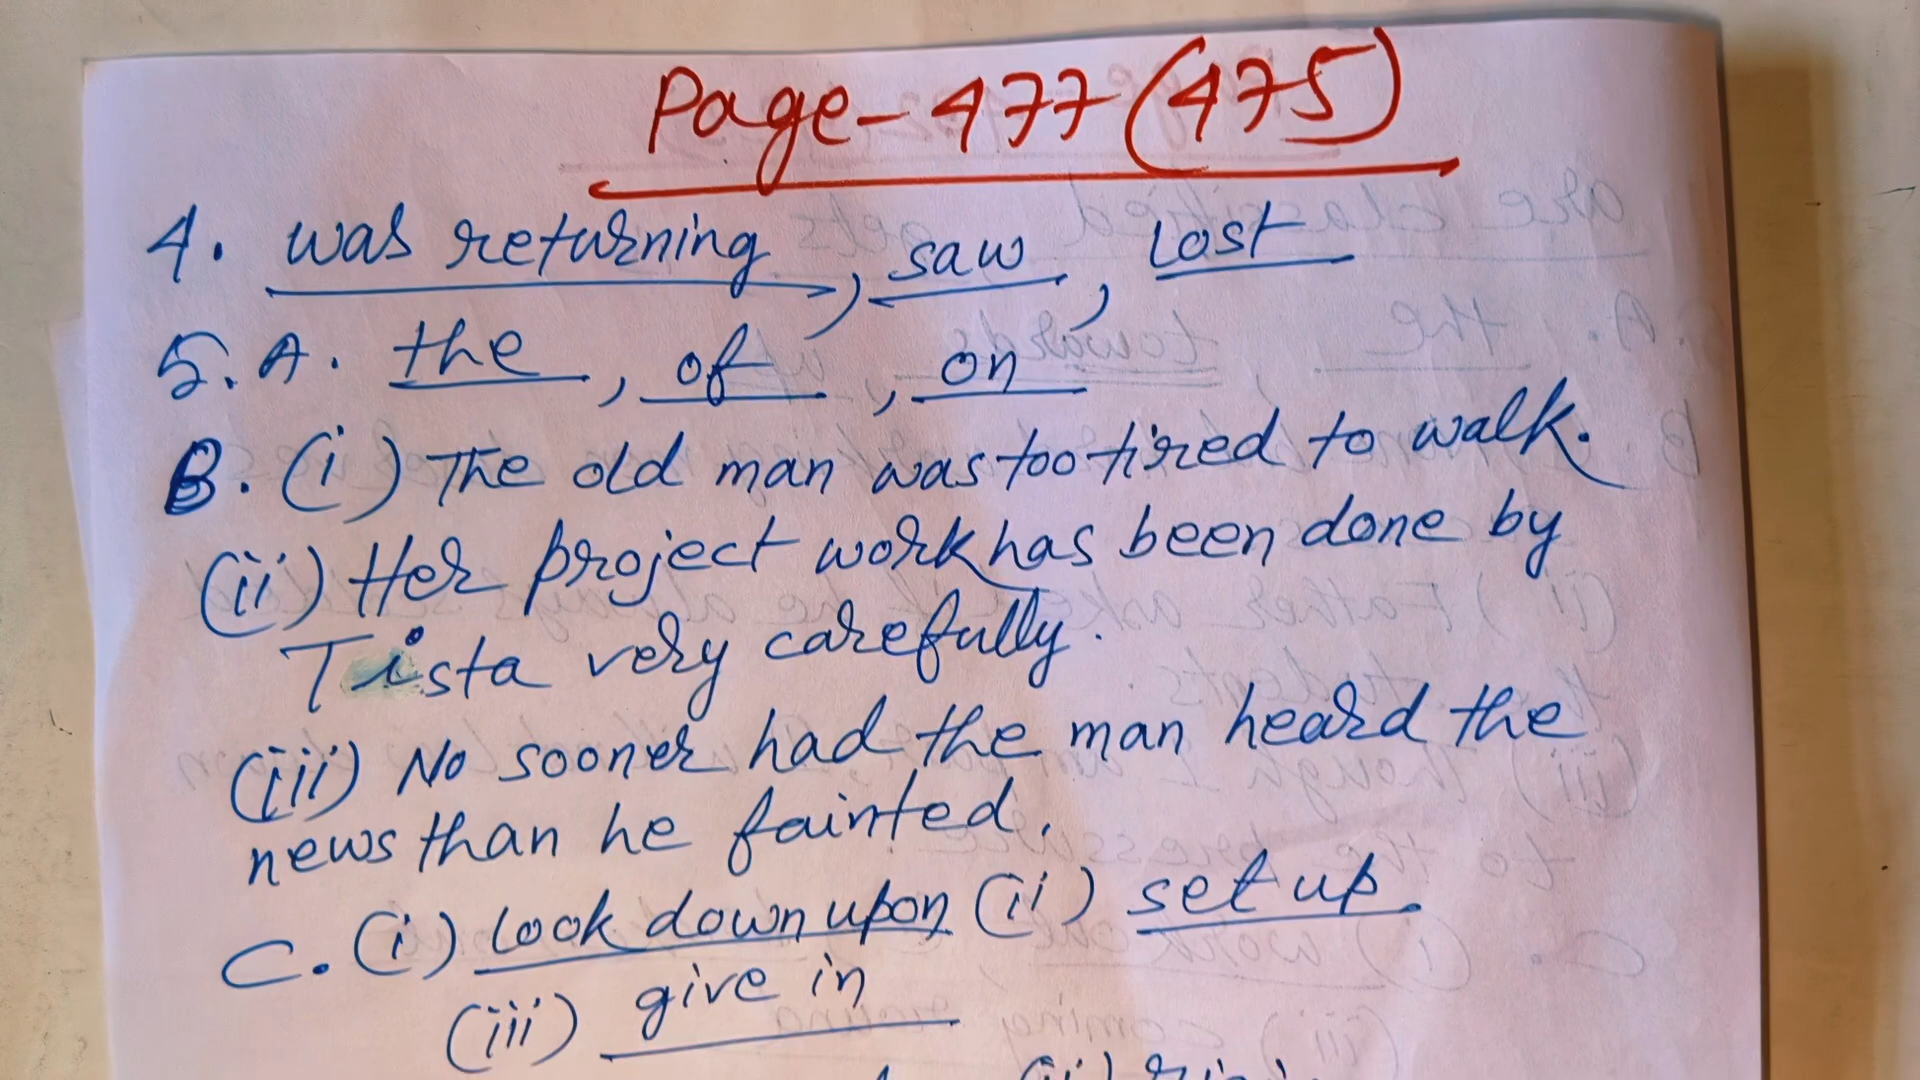 Page-477 (475)
4. was returning, saw, lost
5. A. the, of, on
B. (i) The old man was too tired to walk.
(ii) Her project work has been done by
Tista very carefully.
(iii) No sooner had the man heard the
news than he fainted.
C. (i) look down upon (ii) set up
(iii) give in